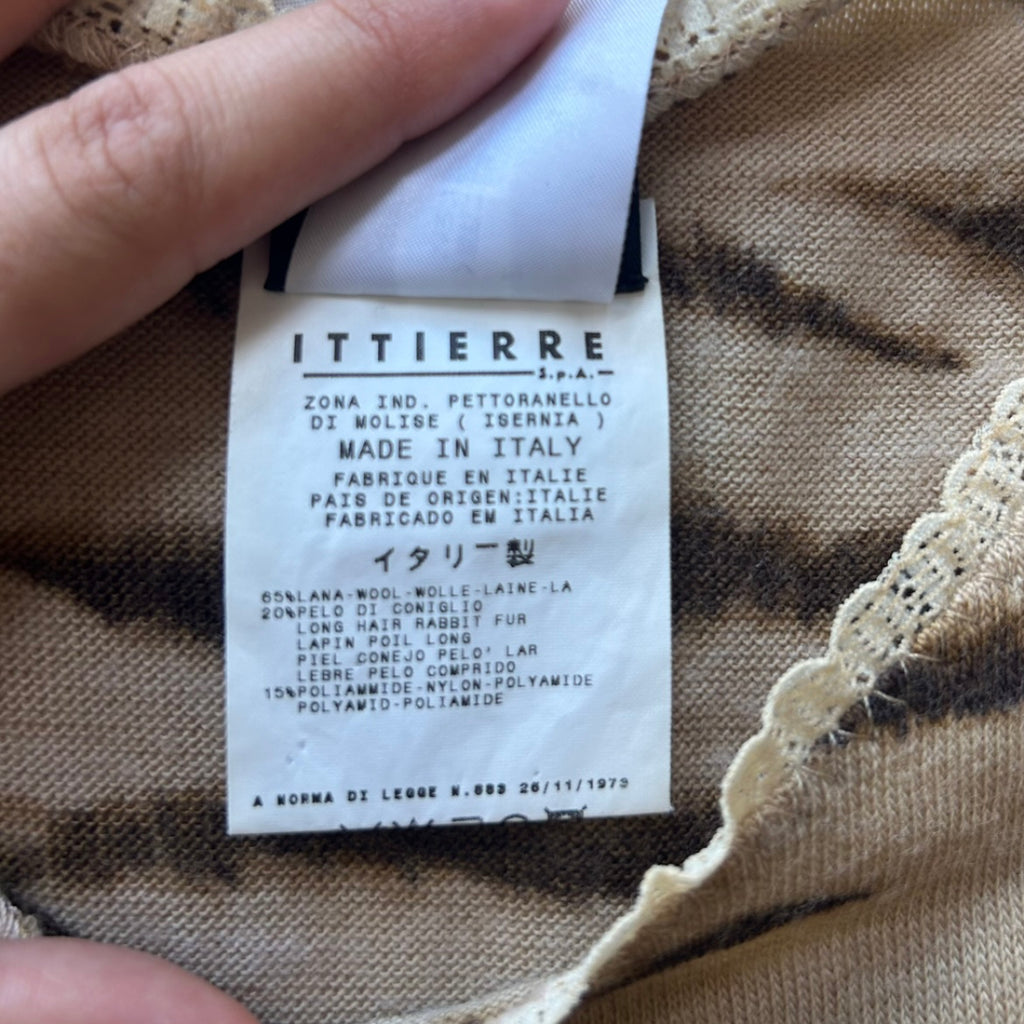 ITTIERRE
S.p.A.
ZONA IND. PETTORANELLO
DI MOLISE ( ISERNIA )
MADE IN ITALY
FABRIQUE EN ITALIE
PAIS DE ORIGEN:ITALIE
FABRICADO EM ITALIA
イタリー製
65%LANA-WOOL-WOLLE-LAINE-LA
20%PELO DI CONIGLIO
LONG HAIR RABBIT FUR
LAPIN POIL LONG
PIEL CONEJO PELO' LAR
LEBRE PELO COMPRIDO
15%POLIAMMIDE-NYLON-POLYAMIDE
POLYAMID-POLIAMIDE
A NORMA DI LEGGE N.883 26/11/1973